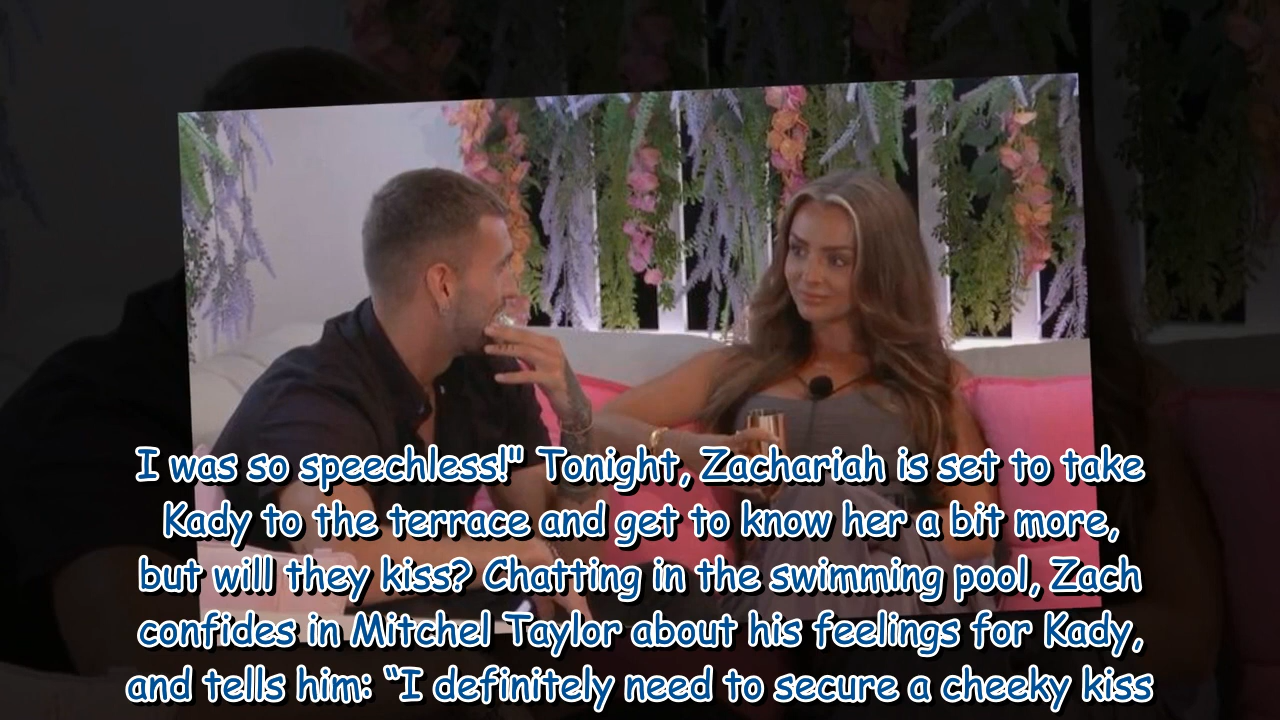 I was so speechless!" Tonight, Zachariah is set to take
Kady to the terrace and get to know her a bit more,
but will they kiss? Chatting in the swimming pool, Zach
confides in Mitchel Taylor about his feelings for Kady,
and tells him: “I definitely need to secure a cheeky kiss